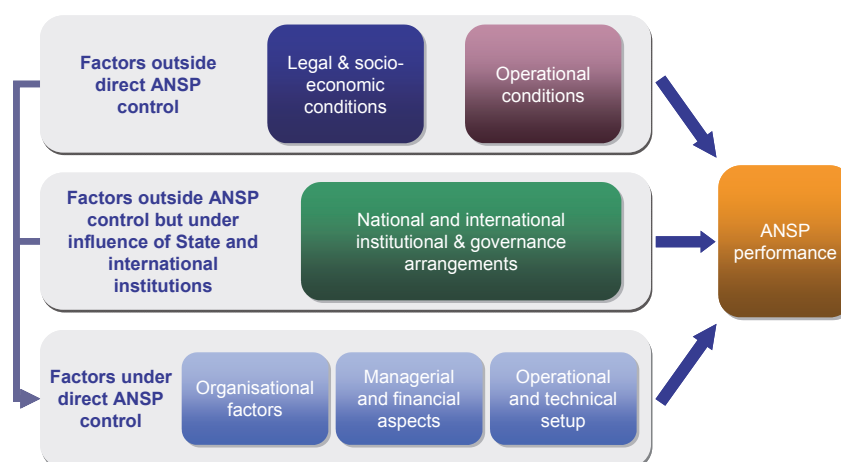 Factors outside
direct ANSP
control
Legal & socio-
economic
conditions
Operational
conditions
Factors outside ANSP
control but under
influence of State and
international
institutions
National and international
institutional & governance
arrangements
ANSP
performance
Factors under
direct ANSP
control
Organisational
factors
Managerial
and financial
aspects
Operational
and technical
setup